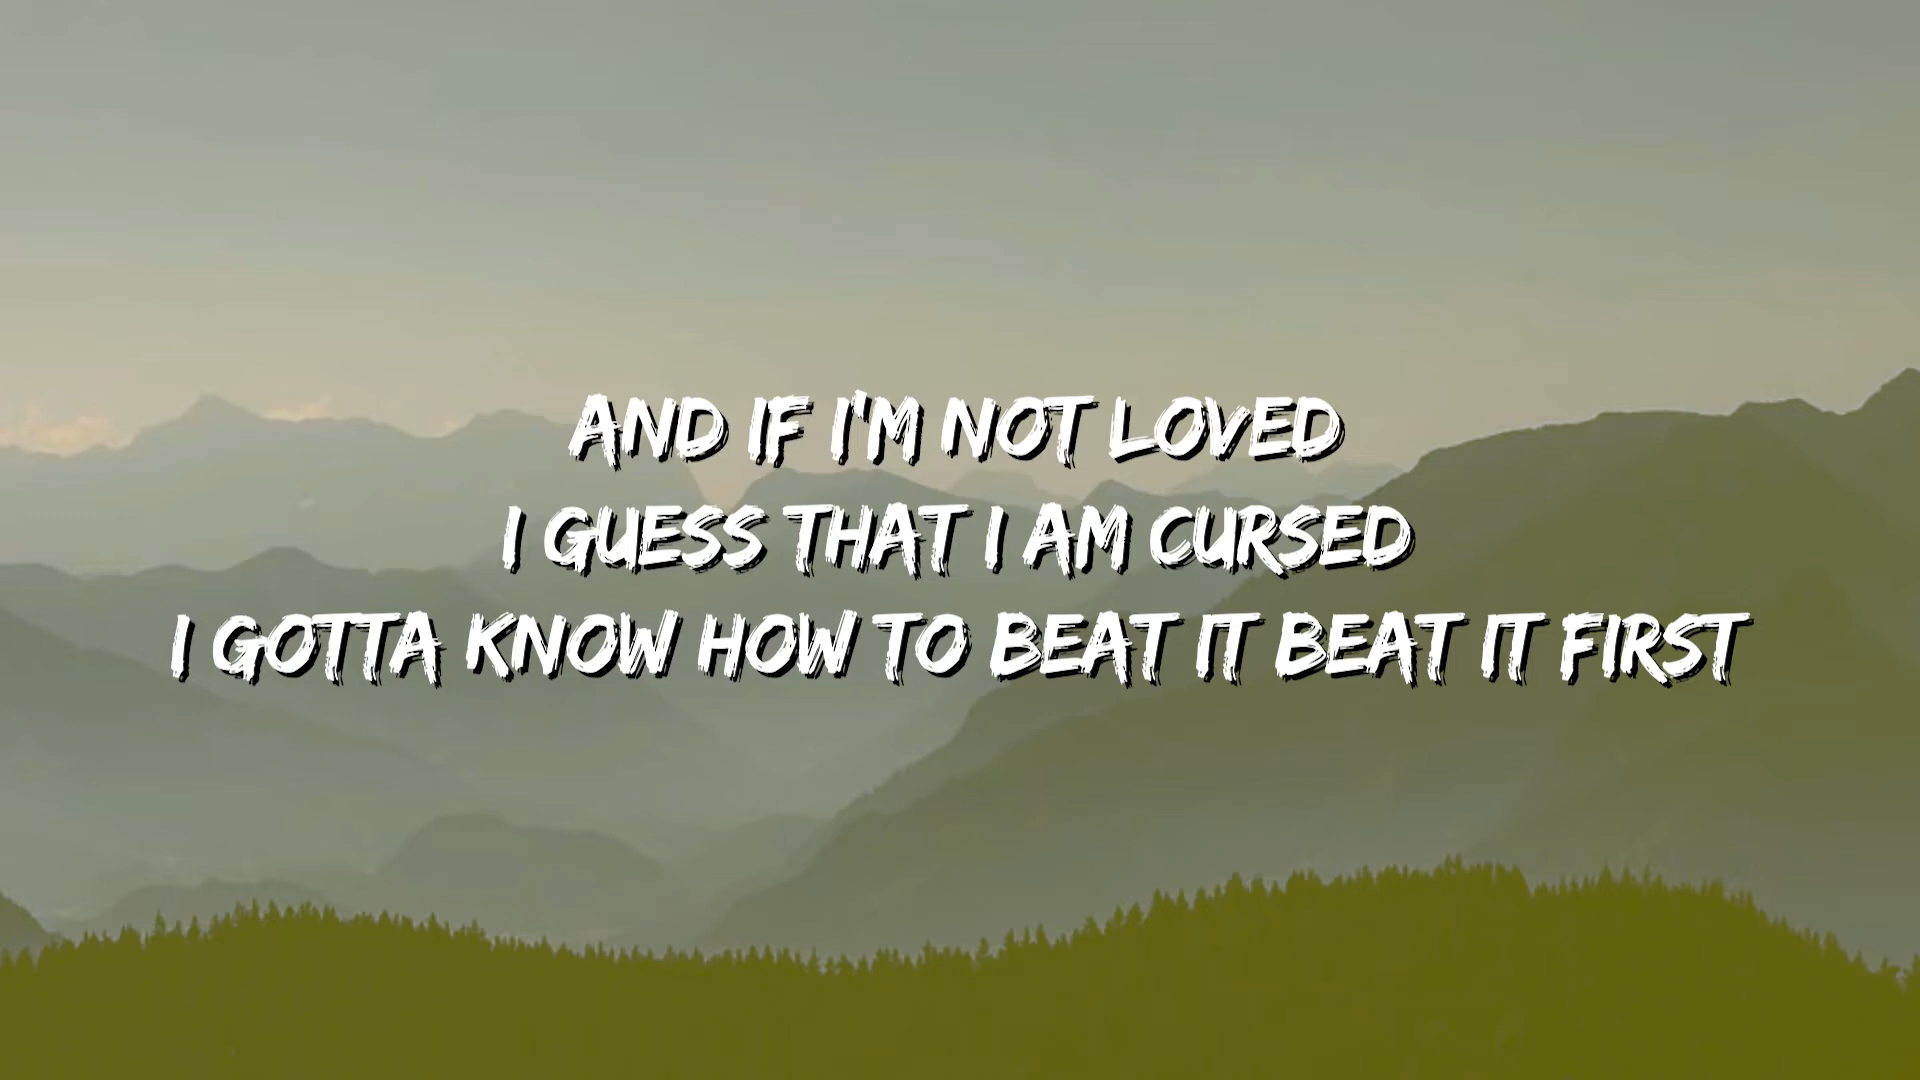 AND IF I'M NOT LOVED
I GUESS THAT I AM CURSED
I GOTTA KNOW HOW TO BEAT IT BEAT IT FIRST